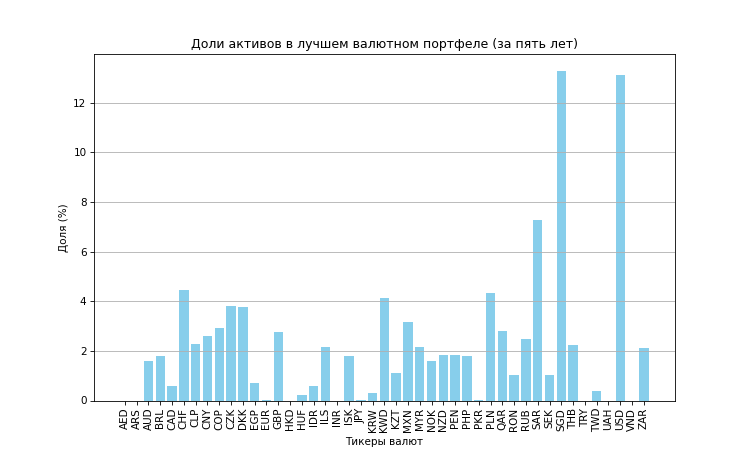 Доли активов в лучшем валютном портфеле (за пять лет)
Доля (%)
12
10
8
6
4
2
0
AED
ARS
AUD
BRL
CAD
CHF
CLP
CNY
COP
CZK
DKK
EGP
EUR
GBP
HKD
HUF
IDR
ILS
INR
ISK
JPY
KRW
KWD
KZT
MXN
MYR
NOK
NZD
PEN
PHP
PKR
PLN
QAR
RON
RUB
SAR
SEK
SGD
THB
TRY
TWD
UAH
USD
VND
ZAR
Тикеры валют